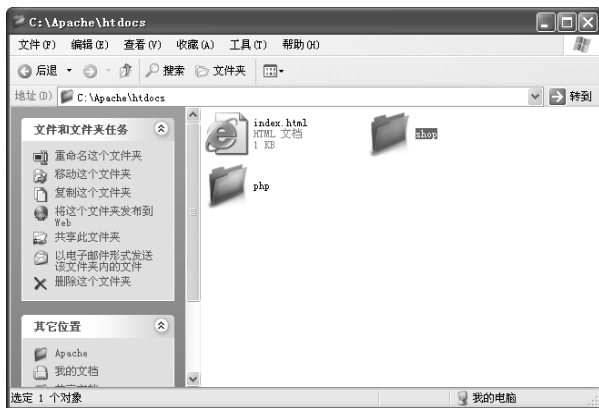 C:\Apache\htdocs
文件(F) 编辑(E) 查看(V) 收藏(A) 工具(T) 帮助(H)
后退 搜索 文件夹
地址(D) C:\Apache\htdocs 转到
文件和文件夹任务
重命名这个文件夹
移动这个文件夹
复制这个文件夹
将这个文件夹发布到
Web
共享此文件夹
以电子邮件形式发送
该文件夹内的文件
删除这个文件夹
其它位置
Apache
我的文档
index.html
HTML 文档
1 KB
shop
php
选定 1 个对象
我的电脑